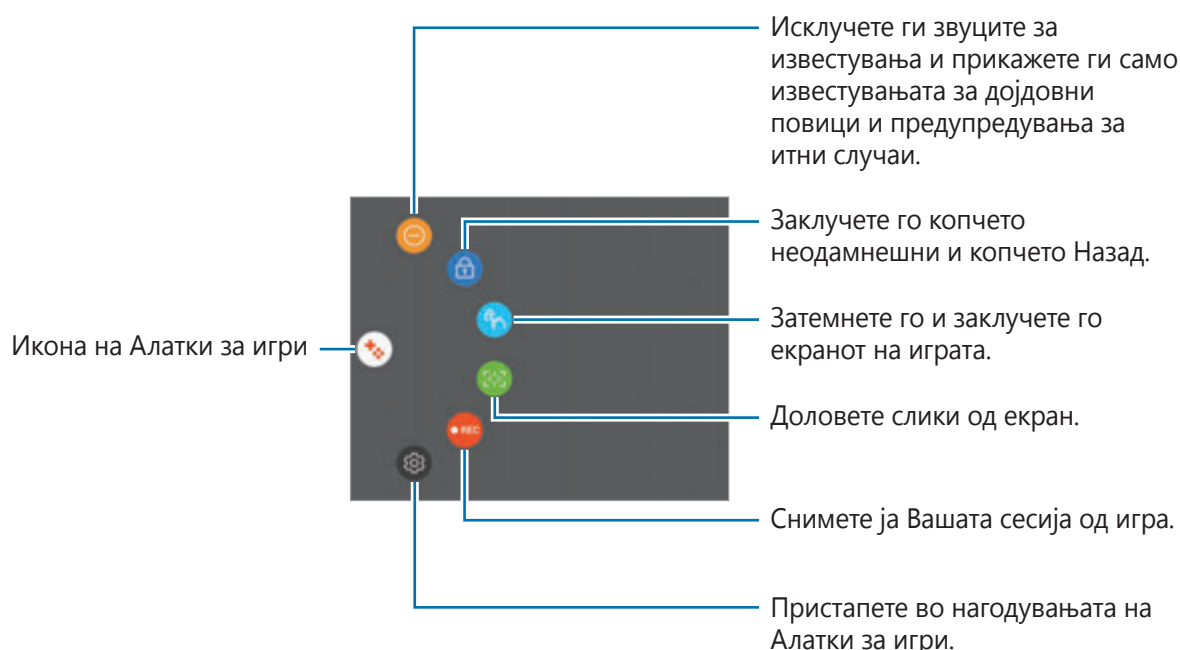 Исклучете ги звуците за
известувања и прикажете ги само
известувањата за дојдовни
повици и предупредувања за
итни случаи.
Заклучете го копчето
неодамнешни и копчето Назад.
Затемнете го и заклучете го
екранот на играта.
Икона на Алатки за игри
Доловете слики од екран.
REC
Снимете ја Вашата сесија од игра.
Пристапете во нагодувањата на
Алатки за игри.